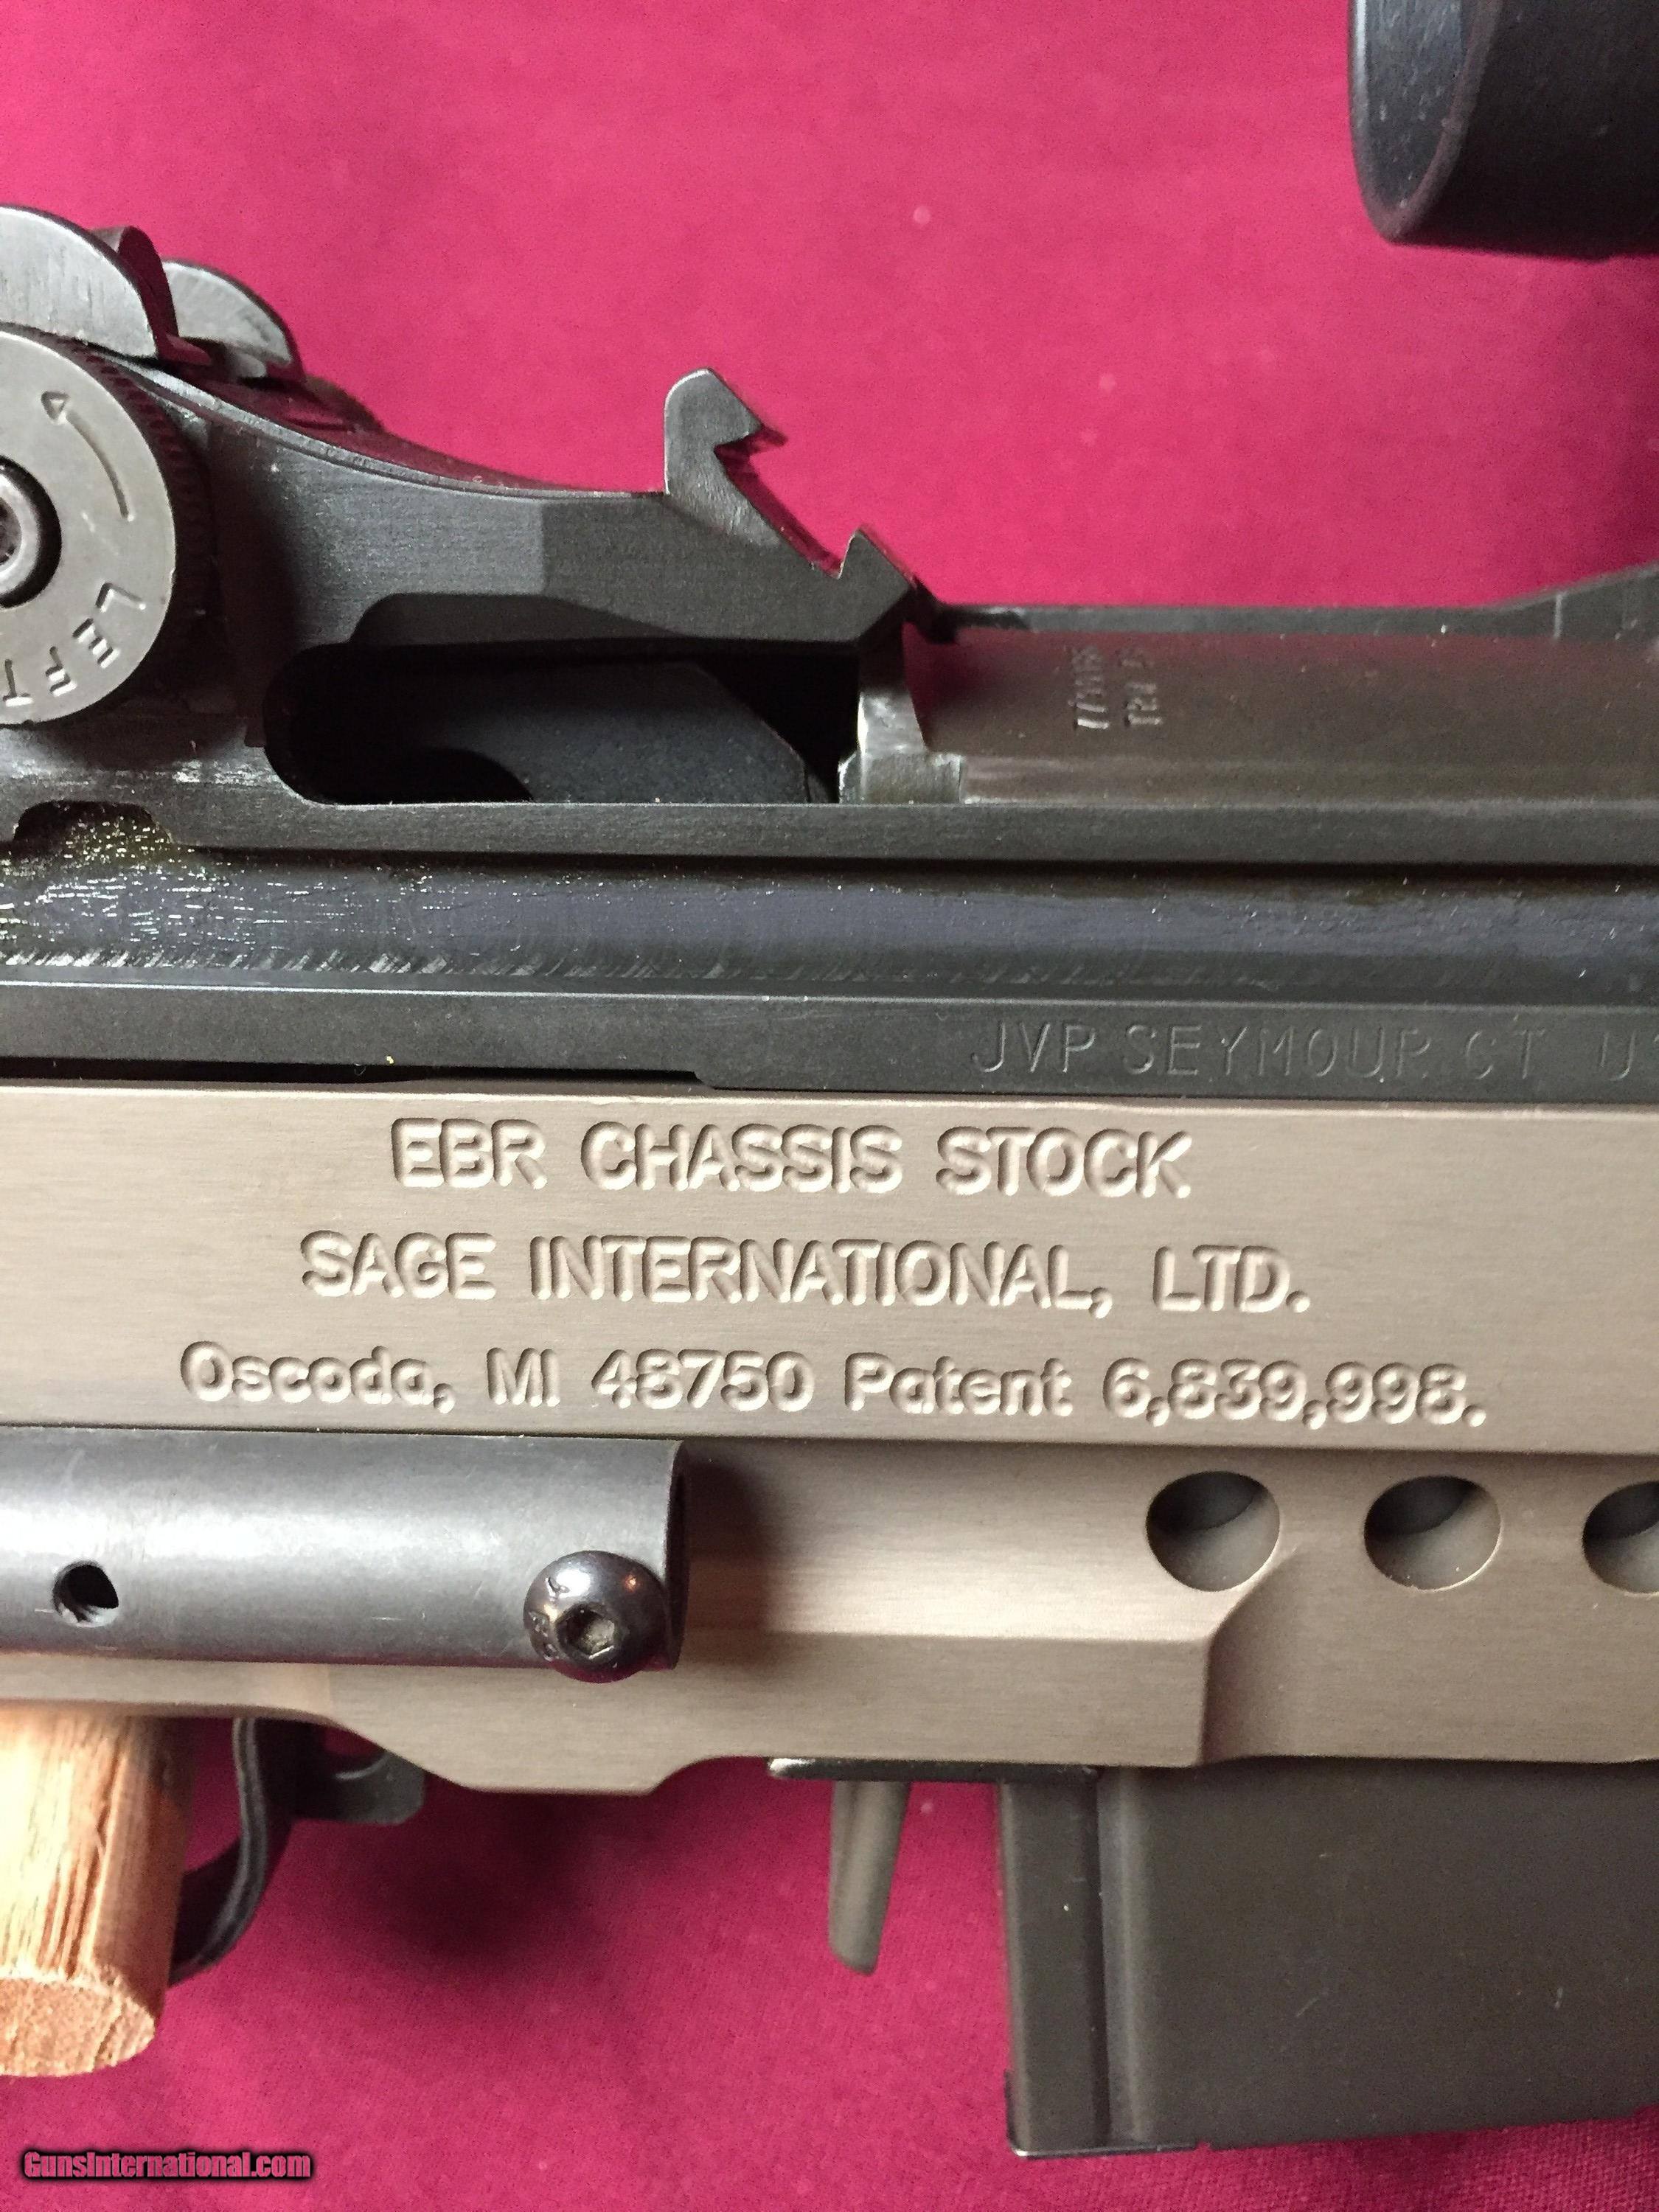 LEFT
JVP SEYMOUR CT
EBR CHASSIS STOCK
SAGE INTERNATIONAL, LTD.
Oscoda, MI 48750 Patent 6,839,998.
GunsInternational.com